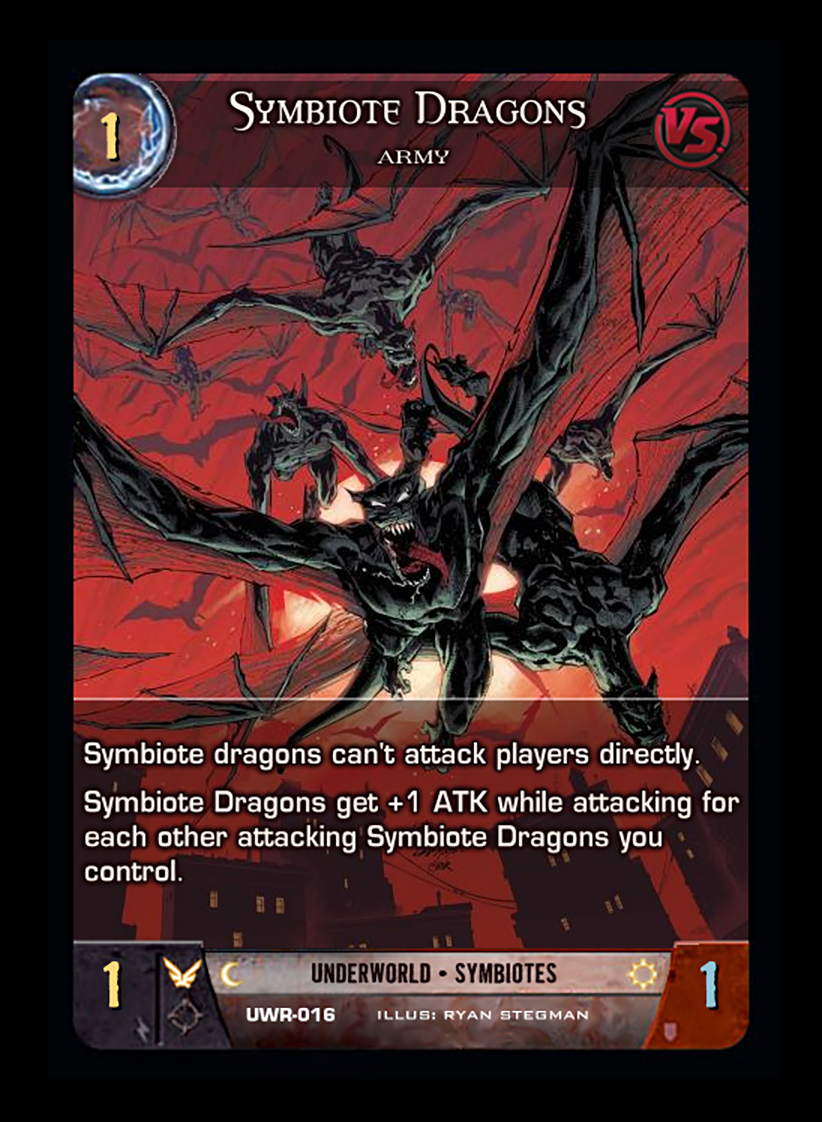 1
Symbiote Dragons
VS.
ARMY
Symbiote dragons can't attack players directly.
Symbiote Dragons get +1 ATK while attacking for
each other attacking Symbiote Dragons you
control.
1
UNDERWORLD • SYMBIOTES
1
UWR-016 ILLUS: RYAN STEGMAN